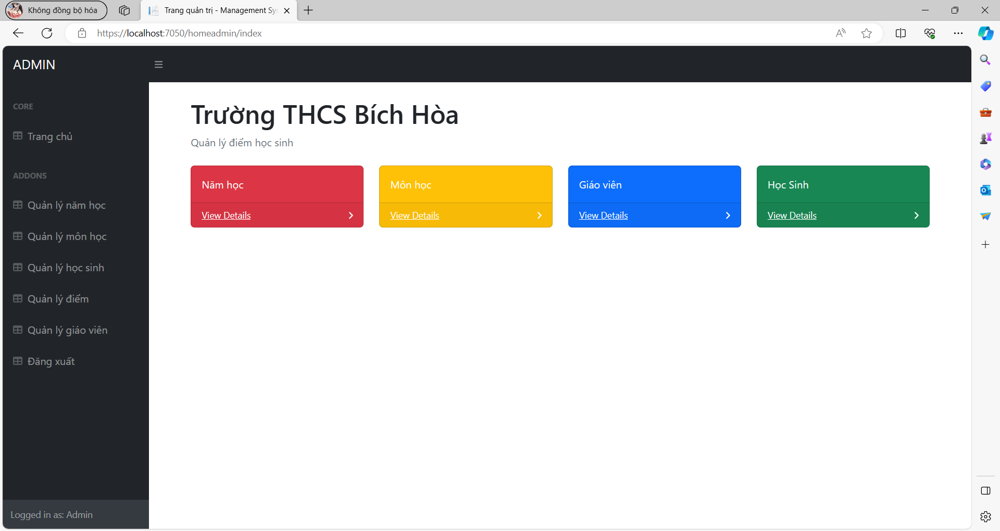 Không đồng bộ hóa
Trang quản trị - Management Sys
https://localhost:7050/homeadmin/index
ADMIN
CORE
Trang chủ
ADDONS
Quản lý năm học
Quản lý môn học
Quản lý học sinh
Quản lý điểm
Quản lý giáo viên
Đăng xuất
Logged in as: Admin
Trường THCS Bích Hòa
Quản lý điểm học sinh
Năm học
View Details
Môn học
View Details
Giáo viên
View Details
Học Sinh
View Details